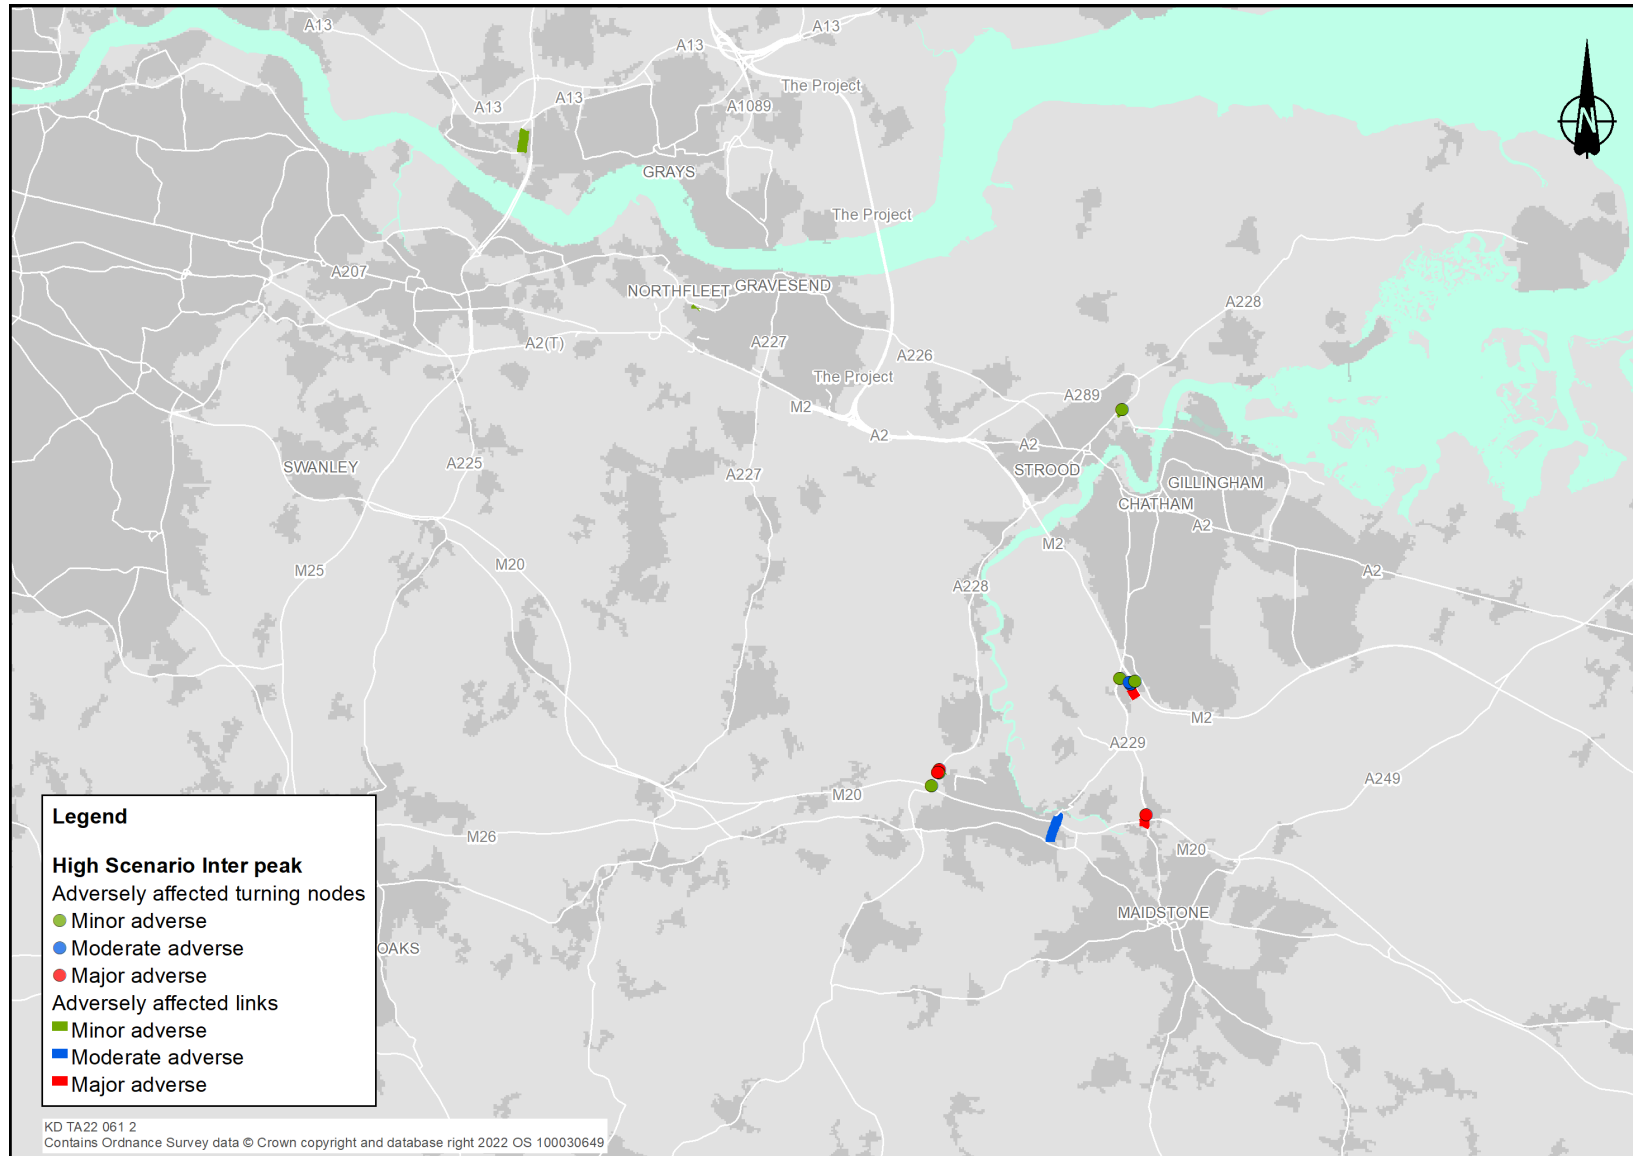 A13
A13
A13
The Project
A13
A13
A1089
N
GRAYS
The Project
A207
NORTHFLEET
GRAVESEND
A228
A2(T)
A227
A226
The Project
A289
M2
A2
A2
SWANLEY
A225
A227
STROOD
GILLINGHAM
CHATHAM
A2
M2
M25
M20
A228
A2
M2
A229
A249
M20
M26
M20
MAIDSTONE
OAKS
Legend
High Scenario Inter peak
Adversely affected turning nodes
Minor adverse
Moderate adverse
Major adverse
Adversely affected links
Minor adverse
Moderate adverse
Major adverse
KD TA22 061 2
Contains Ordnance Survey data © Crown copyright and database right 2022 OS 100030649